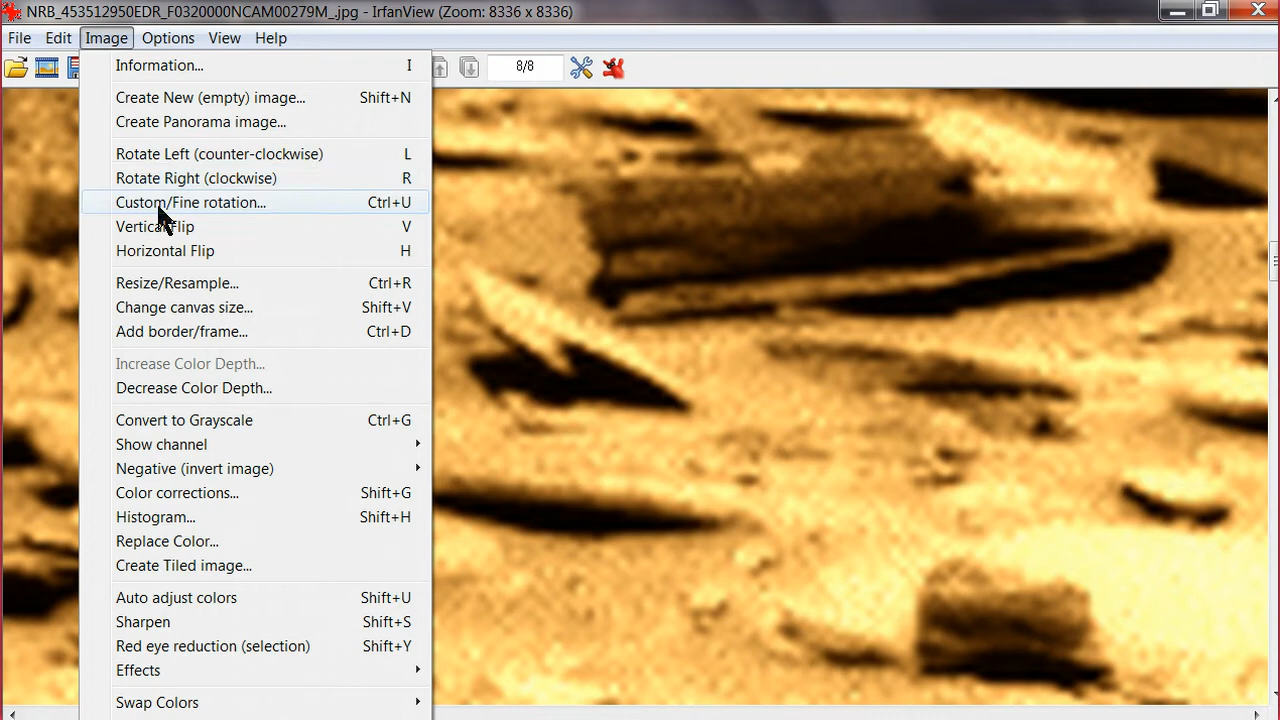 NRB_453512950EDR_F0320000NCAM00279M_.jpg - IrfanView (Zoom: 8336 x 8336)
File Edit Image Options View Help
8/8
Information... I
Create New (empty) image... Shift+N
Create Panorama image...
Rotate Left (counter-clockwise) L
Rotate Right (clockwise) R
Custom/Fine rotation... Ctrl+U
Vertical Flip V
Horizontal Flip H
Resize/Resample... Ctrl+R
Change canvas size... Shift+V
Add border/frame... Ctrl+D
Increase Color Depth...
Decrease Color Depth...
Convert to Grayscale Ctrl+G
Show channel
Negative (invert image)
Color corrections... Shift+G
Histogram... Shift+H
Replace Color...
Create Tiled image...
Auto adjust colors Shift+U
Sharpen Shift+S
Red eye reduction (selection) Shift+Y
Effects
Swap Colors